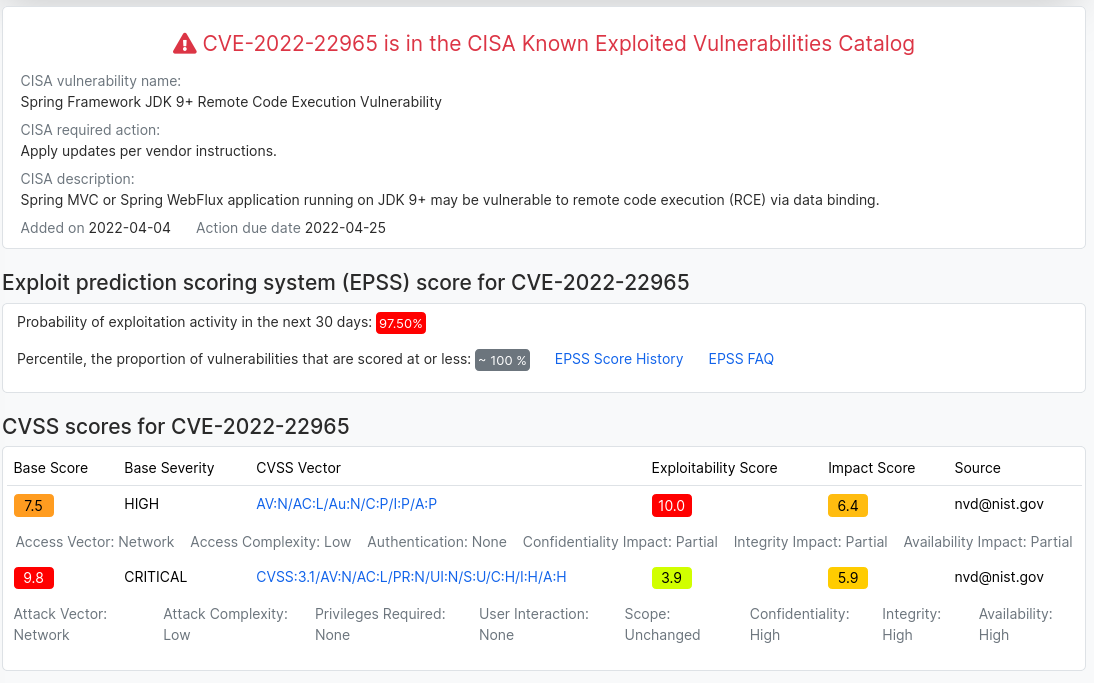 CVE-2022-22965 is in the CISA Known Exploited Vulnerabilities Catalog
CISA vulnerability name:
Spring Framework JDK 9+ Remote Code Execution Vulnerability
CISA required action:
Apply updates per vendor instructions.
CISA description:
Spring MVC or Spring WebFlux application running on JDK 9+ may be vulnerable to remote code execution (RCE) via data binding.
Added on 2022-04-04 Action due date 2022-04-25
Exploit prediction scoring system (EPSS) score for CVE-2022-22965
Probability of exploitation activity in the next 30 days: 97.50%
Percentile, the proportion of vulnerabilities that are scored at or less: ~ 100 % EPSS Score History EPSS FAQ
CVSS scores for CVE-2022-22965
Base Score Base Severity CVSS Vector Exploitability Score Impact Score Source
7.5 HIGH AV:N/AC:L/Au:N/C:P/I:P/A:P 10.0 6.4 nvd@nist.gov
Access Vector: Network Access Complexity: Low Authentication: None Confidentiality Impact: Partial Integrity Impact: Partial Availability Impact: Partial
9.8 CRITICAL CVSS:3.1/AV:N/AC:L/PR:N/UI:N/S:U/C:H/I:H/A:H 3.9 5.9 nvd@nist.gov
Attack Vector: Attack Complexity: Privileges Required: User Interaction: Scope: Confidentiality: Integrity: Availability:
Network Low None None Unchanged High High High